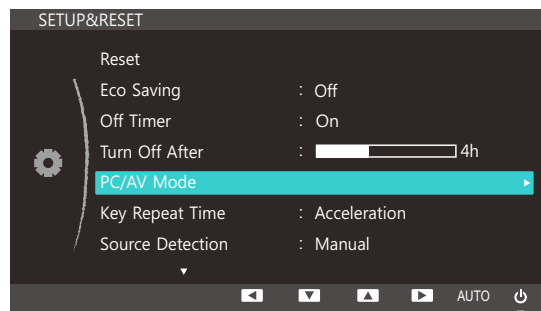 SETUP&RESET
Reset
Eco Saving : Off
Off Timer : On
Turn Off After : 4h
PC/AV Mode
Key Repeat Time : Acceleration
Source Detection : Manual
AUTO